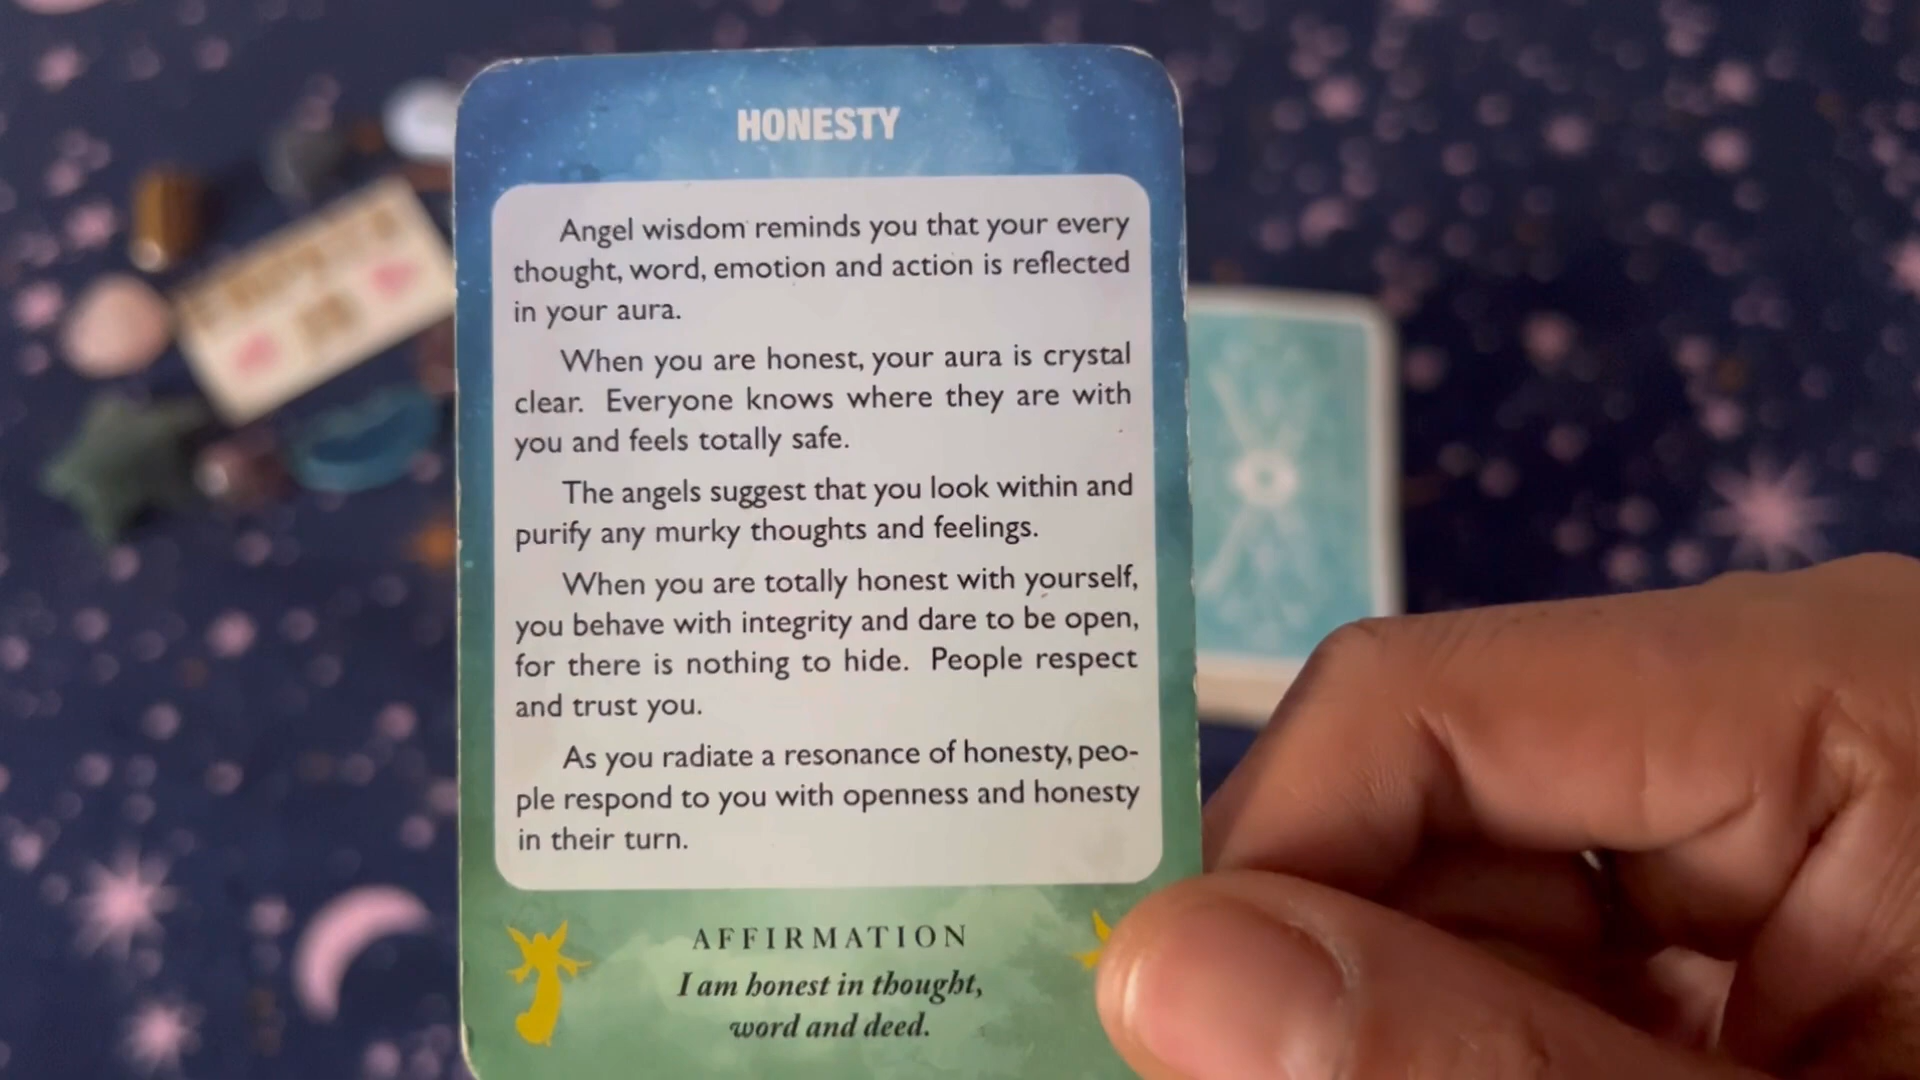 HONESTY
Angel wisdom reminds you that your every
thought, word, emotion and action is reflected
in your aura.
When you are honest, your aura is crystal
clear. Everyone knows where they are with
you and feels totally safe.
The angels suggest that you look within and
purify any murky thoughts and feelings.
When you are totally honest with yourself,
you behave with integrity and dare to be open,
for there is nothing to hide. People respect
and trust you.
As you radiate a resonance of honesty, peo-
ple respond to you with openness and honesty
in their turn.
AFFIRMATION
I am honest in thought,
word and deed.